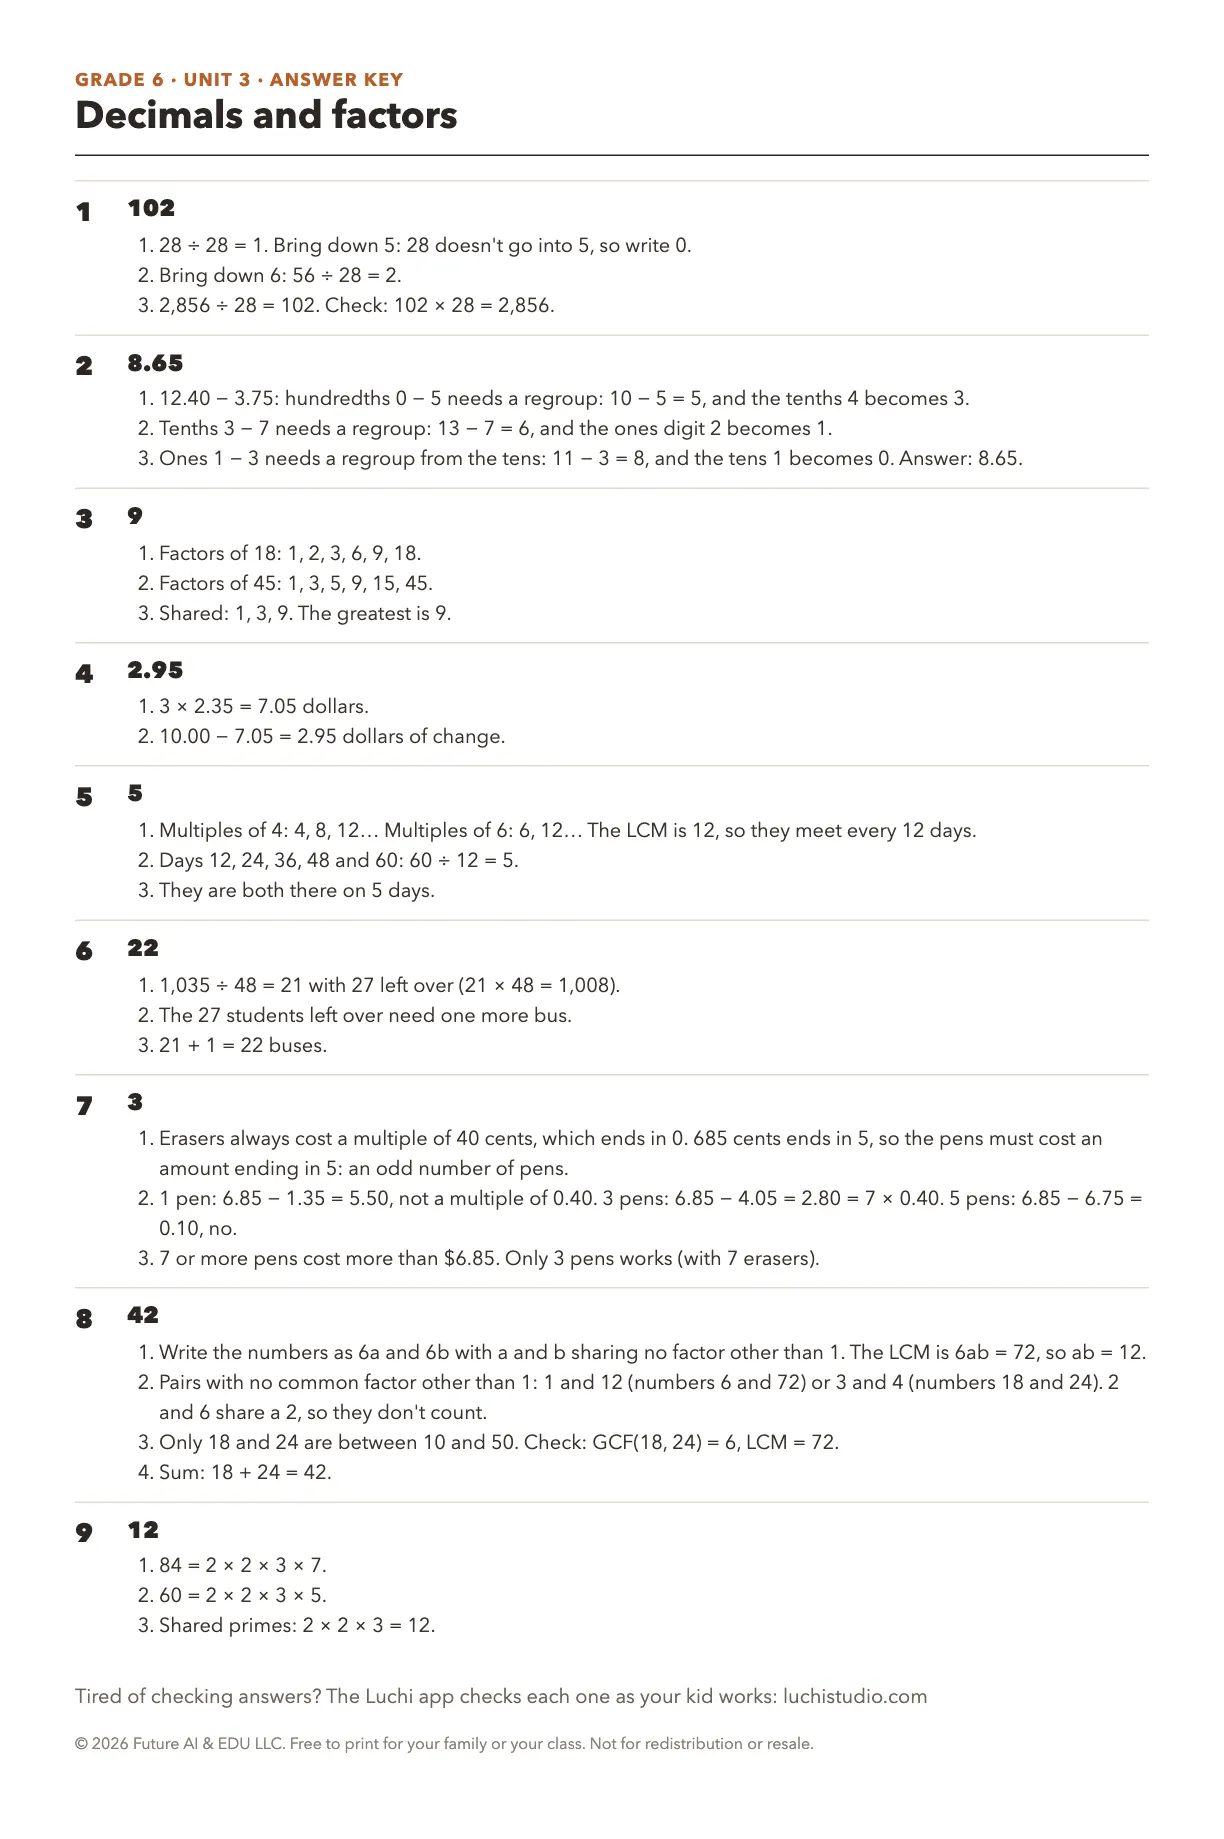 GRADE 6 · UNIT 3 · ANSWER KEY
Decimals and factors
1 102
1. 28 ÷ 28 = 1. Bring down 5: 28 doesn't go into 5, so write 0.
2. Bring down 6: 56 ÷ 28 = 2.
3. 2,856 ÷ 28 = 102. Check: 102 × 28 = 2,856.
2 8.65
1. 12.40 − 3.75: hundredths 0 − 5 needs a regroup: 10 − 5 = 5, and the tenths 4 becomes 3.
2. Tenths 3 − 7 needs a regroup: 13 − 7 = 6, and the ones digit 2 becomes 1.
3. Ones 1 − 3 needs a regroup from the tens: 11 − 3 = 8, and the tens 1 becomes 0. Answer: 8.65.
3 9
1. Factors of 18: 1, 2, 3, 6, 9, 18.
2. Factors of 45: 1, 3, 5, 9, 15, 45.
3. Shared: 1, 3, 9. The greatest is 9.
4 2.95
1. 3 × 2.35 = 7.05 dollars.
2. 10.00 − 7.05 = 2.95 dollars of change.
5 5
1. Multiples of 4: 4, 8, 12… Multiples of 6: 6, 12… The LCM is 12, so they meet every 12 days.
2. Days 12, 24, 36, 48 and 60: 60 ÷ 12 = 5.
3. They are both there on 5 days.
6 22
1. 1,035 ÷ 48 = 21 with 27 left over (21 × 48 = 1,008).
2. The 27 students left over need one more bus.
3. 21 + 1 = 22 buses.
7 3
1. Erasers always cost a multiple of 40 cents, which ends in 0. 685 cents ends in 5, so the pens must cost an
amount ending in 5: an odd number of pens.
2. 1 pen: 6.85 − 1.35 = 5.50, not a multiple of 0.40. 3 pens: 6.85 − 4.05 = 2.80 = 7 × 0.40. 5 pens: 6.85 − 6.75 =
0.10, no.
3. 7 or more pens cost more than $6.85. Only 3 pens works (with 7 erasers).
8 42
1. Write the numbers as 6a and 6b with a and b sharing no factor other than 1. The LCM is 6ab = 72, so ab = 12.
2. Pairs with no common factor other than 1: 1 and 12 (numbers 6 and 72) or 3 and 4 (numbers 18 and 24). 2
and 6 share a 2, so they don't count.
3. Only 18 and 24 are between 10 and 50. Check: GCF(18, 24) = 6, LCM = 72.
4. Sum: 18 + 24 = 42.
9 12
1. 84 = 2 × 2 × 3 × 7.
2. 60 = 2 × 2 × 3 × 5.
3. Shared primes: 2 × 2 × 3 = 12.
Tired of checking answers? The Luchi app checks each one as your kid works: luchistudio.com
© 2026 Future AI & EDU LLC. Free to print for your family or your class. Not for redistribution or resale.